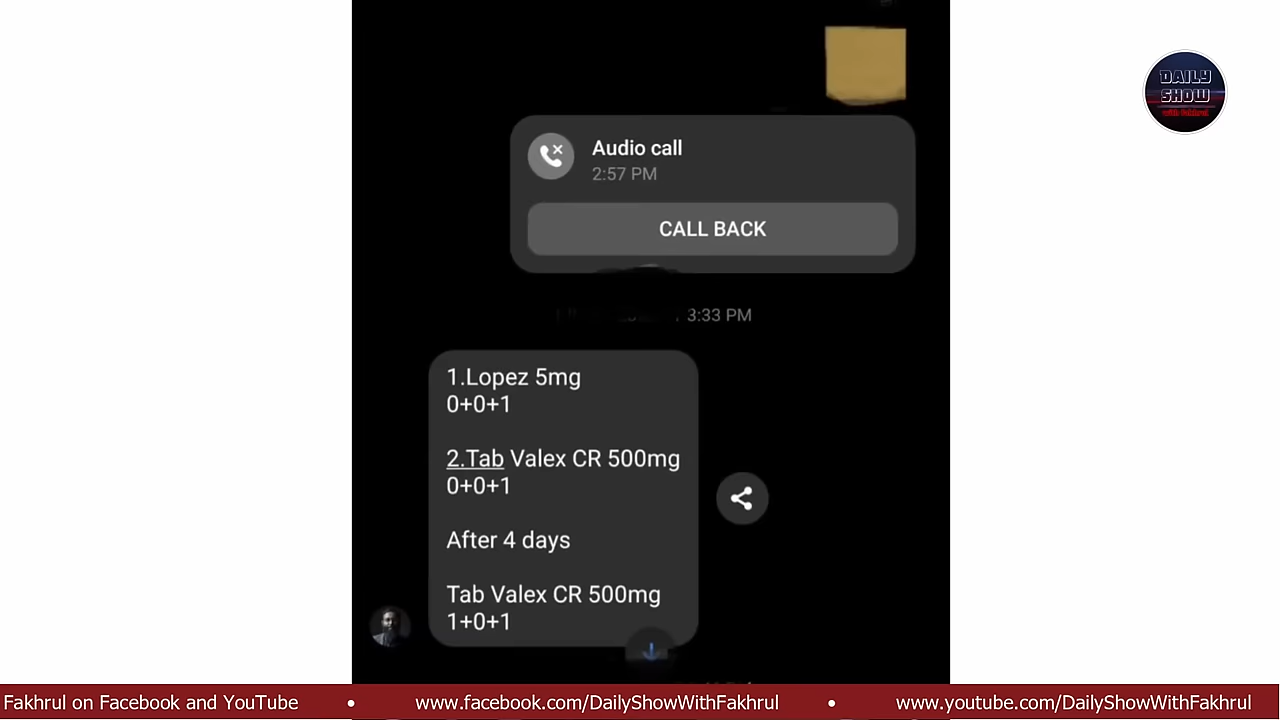 DAILY
SHOW
with Fakhrul
Audio call
2:57 PM
CALL BACK
3:33 PM
1.Lopez 5mg
0+0+1
2.Tab Valex CR 500mg
0+0+1
After 4 days
Tab Valex CR 500mg
1+0+1
Fakhrul on Facebook and YouTube • www.facebook.com/DailyShowWithFakhrul • www.youtube.com/DailyShowWithFakhrul